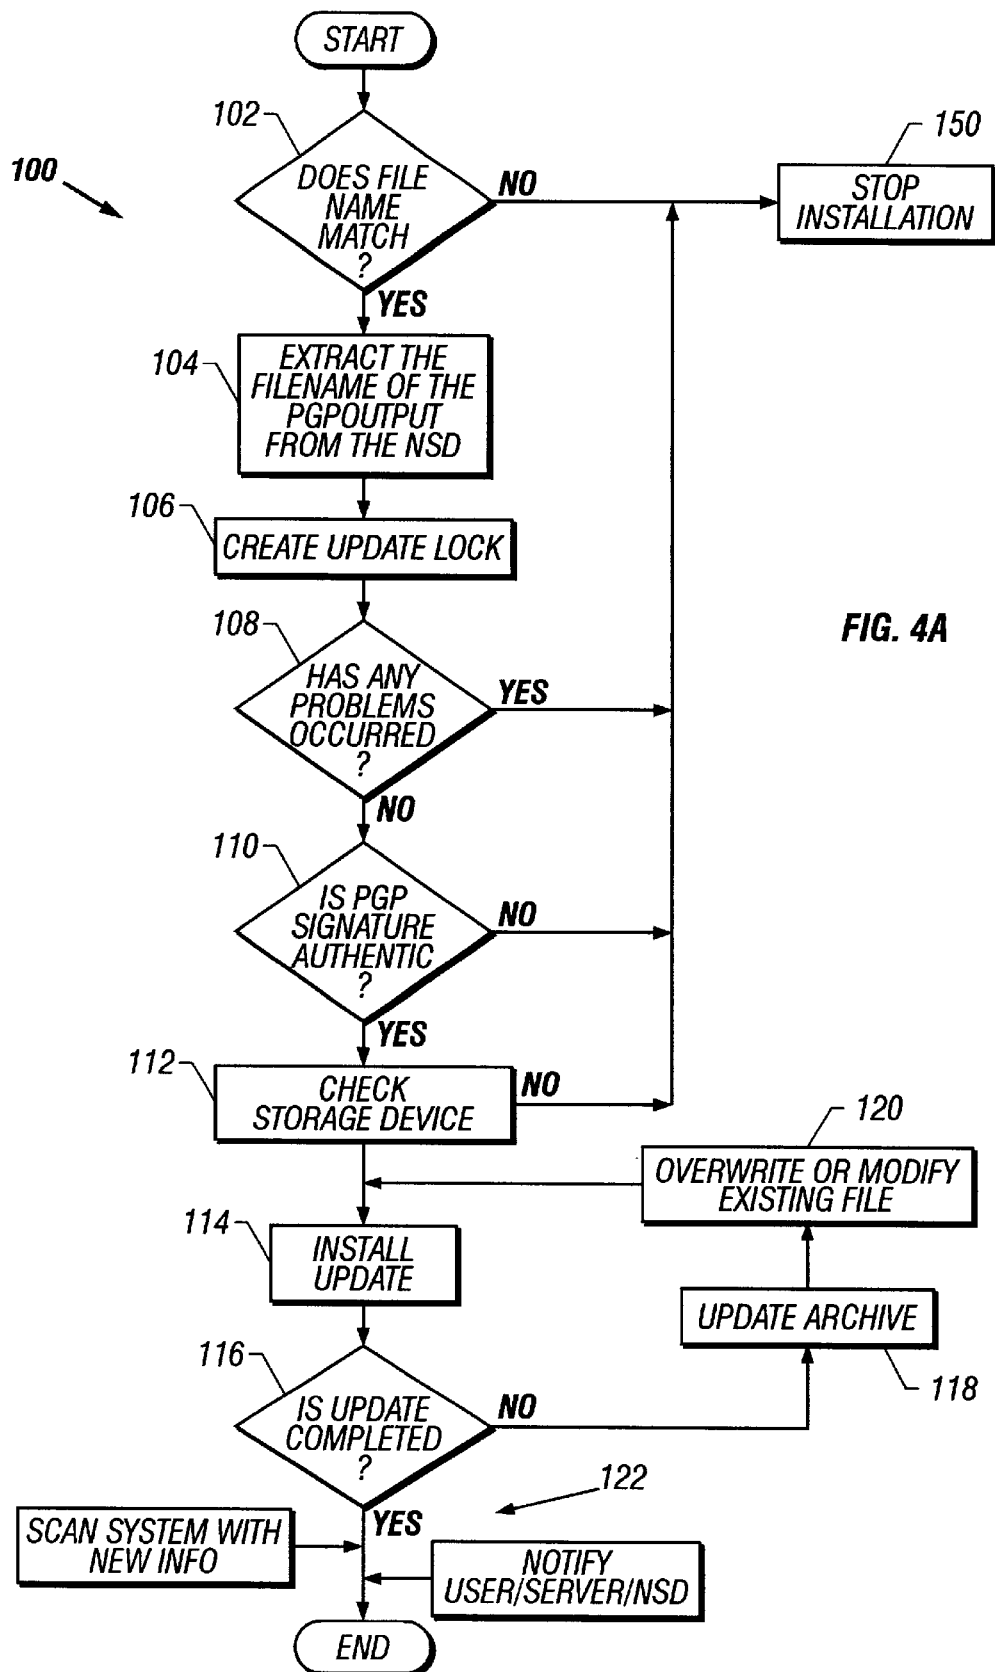 START
102
150
100
DOES FILE
NAME
MATCH
?
NO
STOP
INSTALLATION
YES
104
EXTRACT THE
FILENAME OF THE
PGPOUTPUT
FROM THE NSD
106
CREATE UPDATE LOCK
108
FIG. 4A
HAS ANY
PROBLEMS
OCCURRED
?
YES
NO
110
IS PGP
SIGNATURE
AUTHENTIC
?
NO
YES
112
CHECK
STORAGE DEVICE
NO
120
OVERWRITE OR MODIFY
EXISTING FILE
114
INSTALL
UPDATE
UPDATE ARCHIVE
118
116
IS UPDATE
COMPLETED
?
NO
122
YES
SCAN SYSTEM WITH
NEW INFO
NOTIFY
USER/SERVER/NSD
END